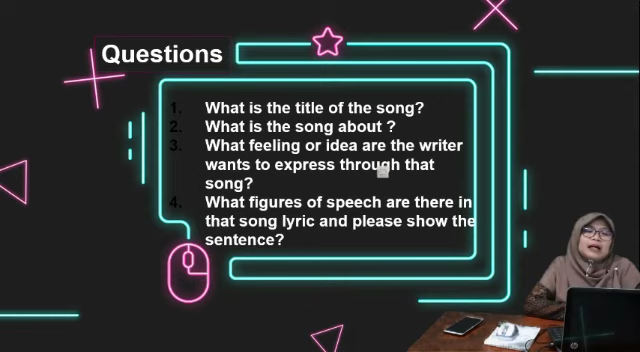 Questions
1. What is the title of the song?
2. What is the song about ?
3. What feeling or idea are the writer
wants to express through that
song?
4. What figures of speech are there in
that song lyric and please show the
sentence?